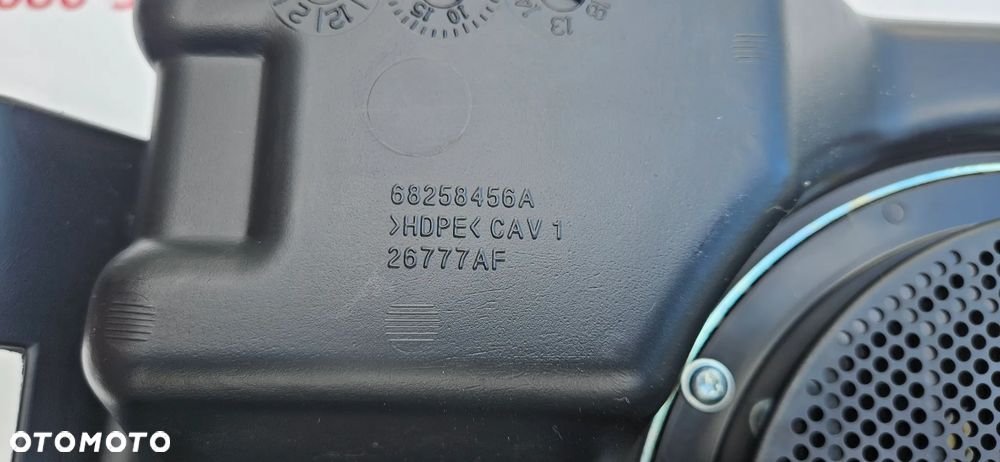 68258456A
>HDPE< CAV 1
26777AF
OTOMOTO